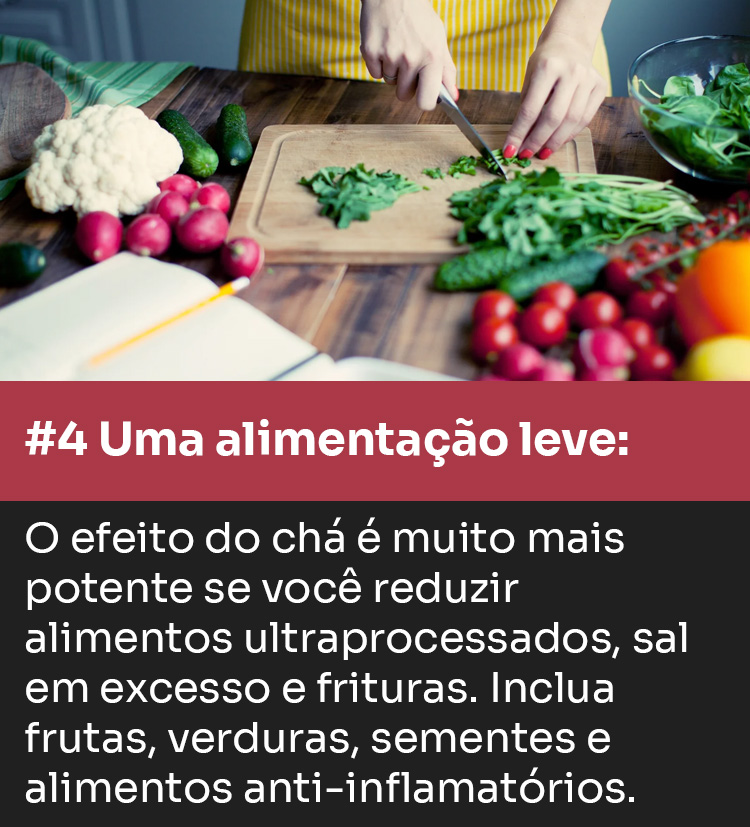 #4 Uma alimentação leve:
O efeito do chá é muito mais
potente se você reduzir
alimentos ultraprocessados, sal
em excesso e frituras. Inclua
frutas, verduras, sementes e
alimentos anti-inflamatórios.